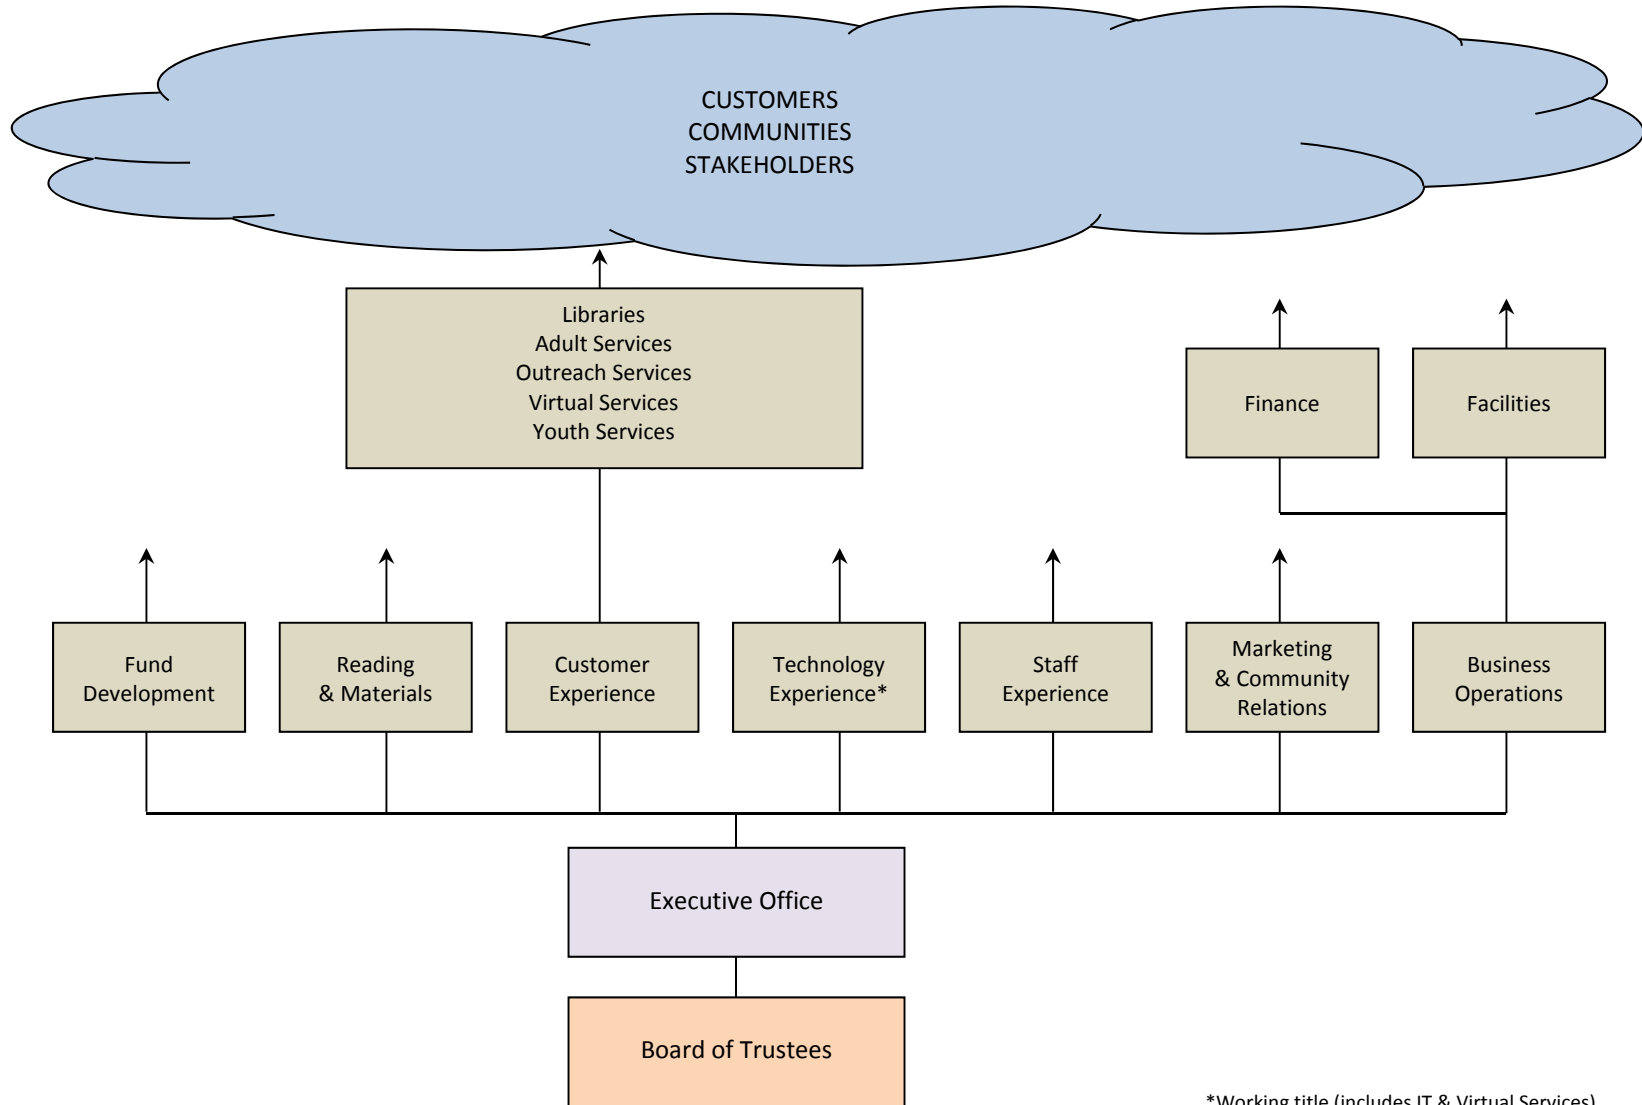 CUSTOMERS
COMMUNITIES
STAKEHOLDERS
Libraries
Adult Services
Outreach Services
Virtual Services
Youth Services
Finance
Facilities
Fund
Development
Reading
& Materials
Customer
Experience
Technology
Experience*
Staff
Experience
Marketing
& Community
Relations
Business
Operations
Executive Office
Board of Trustees
*Working title (includes IT & Virtual Services)